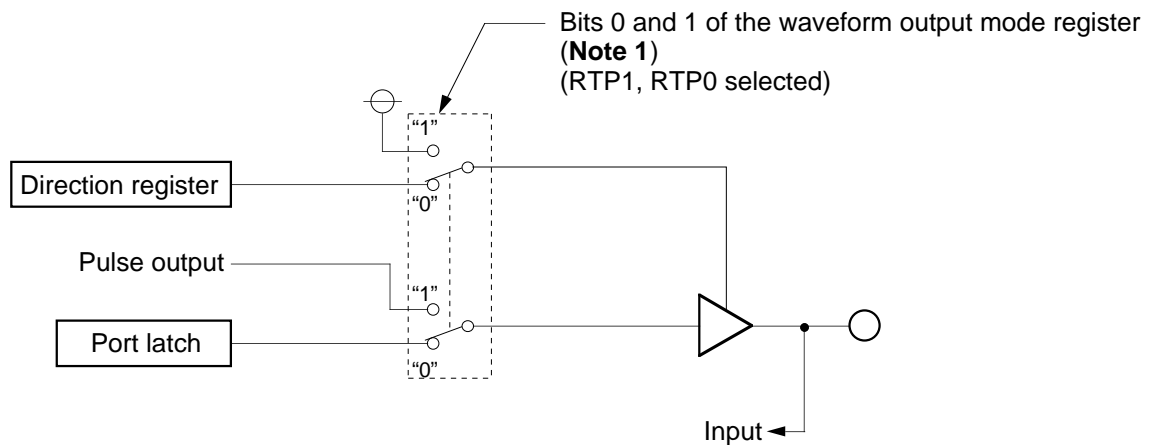 Bits 0 and 1 of the waveform output mode register
(Note 1)
(RTP1, RTP0 selected)
“1”
Direction register
“0”
Pulse output
“1”
Port latch
“0”
Input